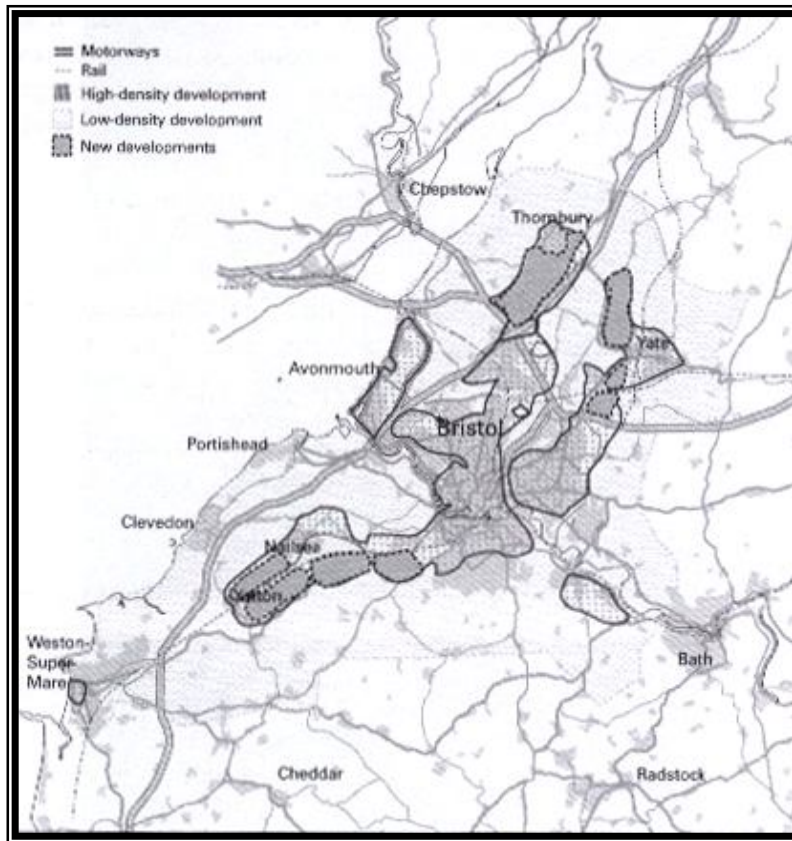 Motorways
Rail
High-density development
Low-density development
New developments
Chepstow
Thornbury
Yate
Avonmouth
Bristol
Portishead
Clevedon
Nailsea
Weston-
Super-
Mare
Bath
Cheddar
Radstock